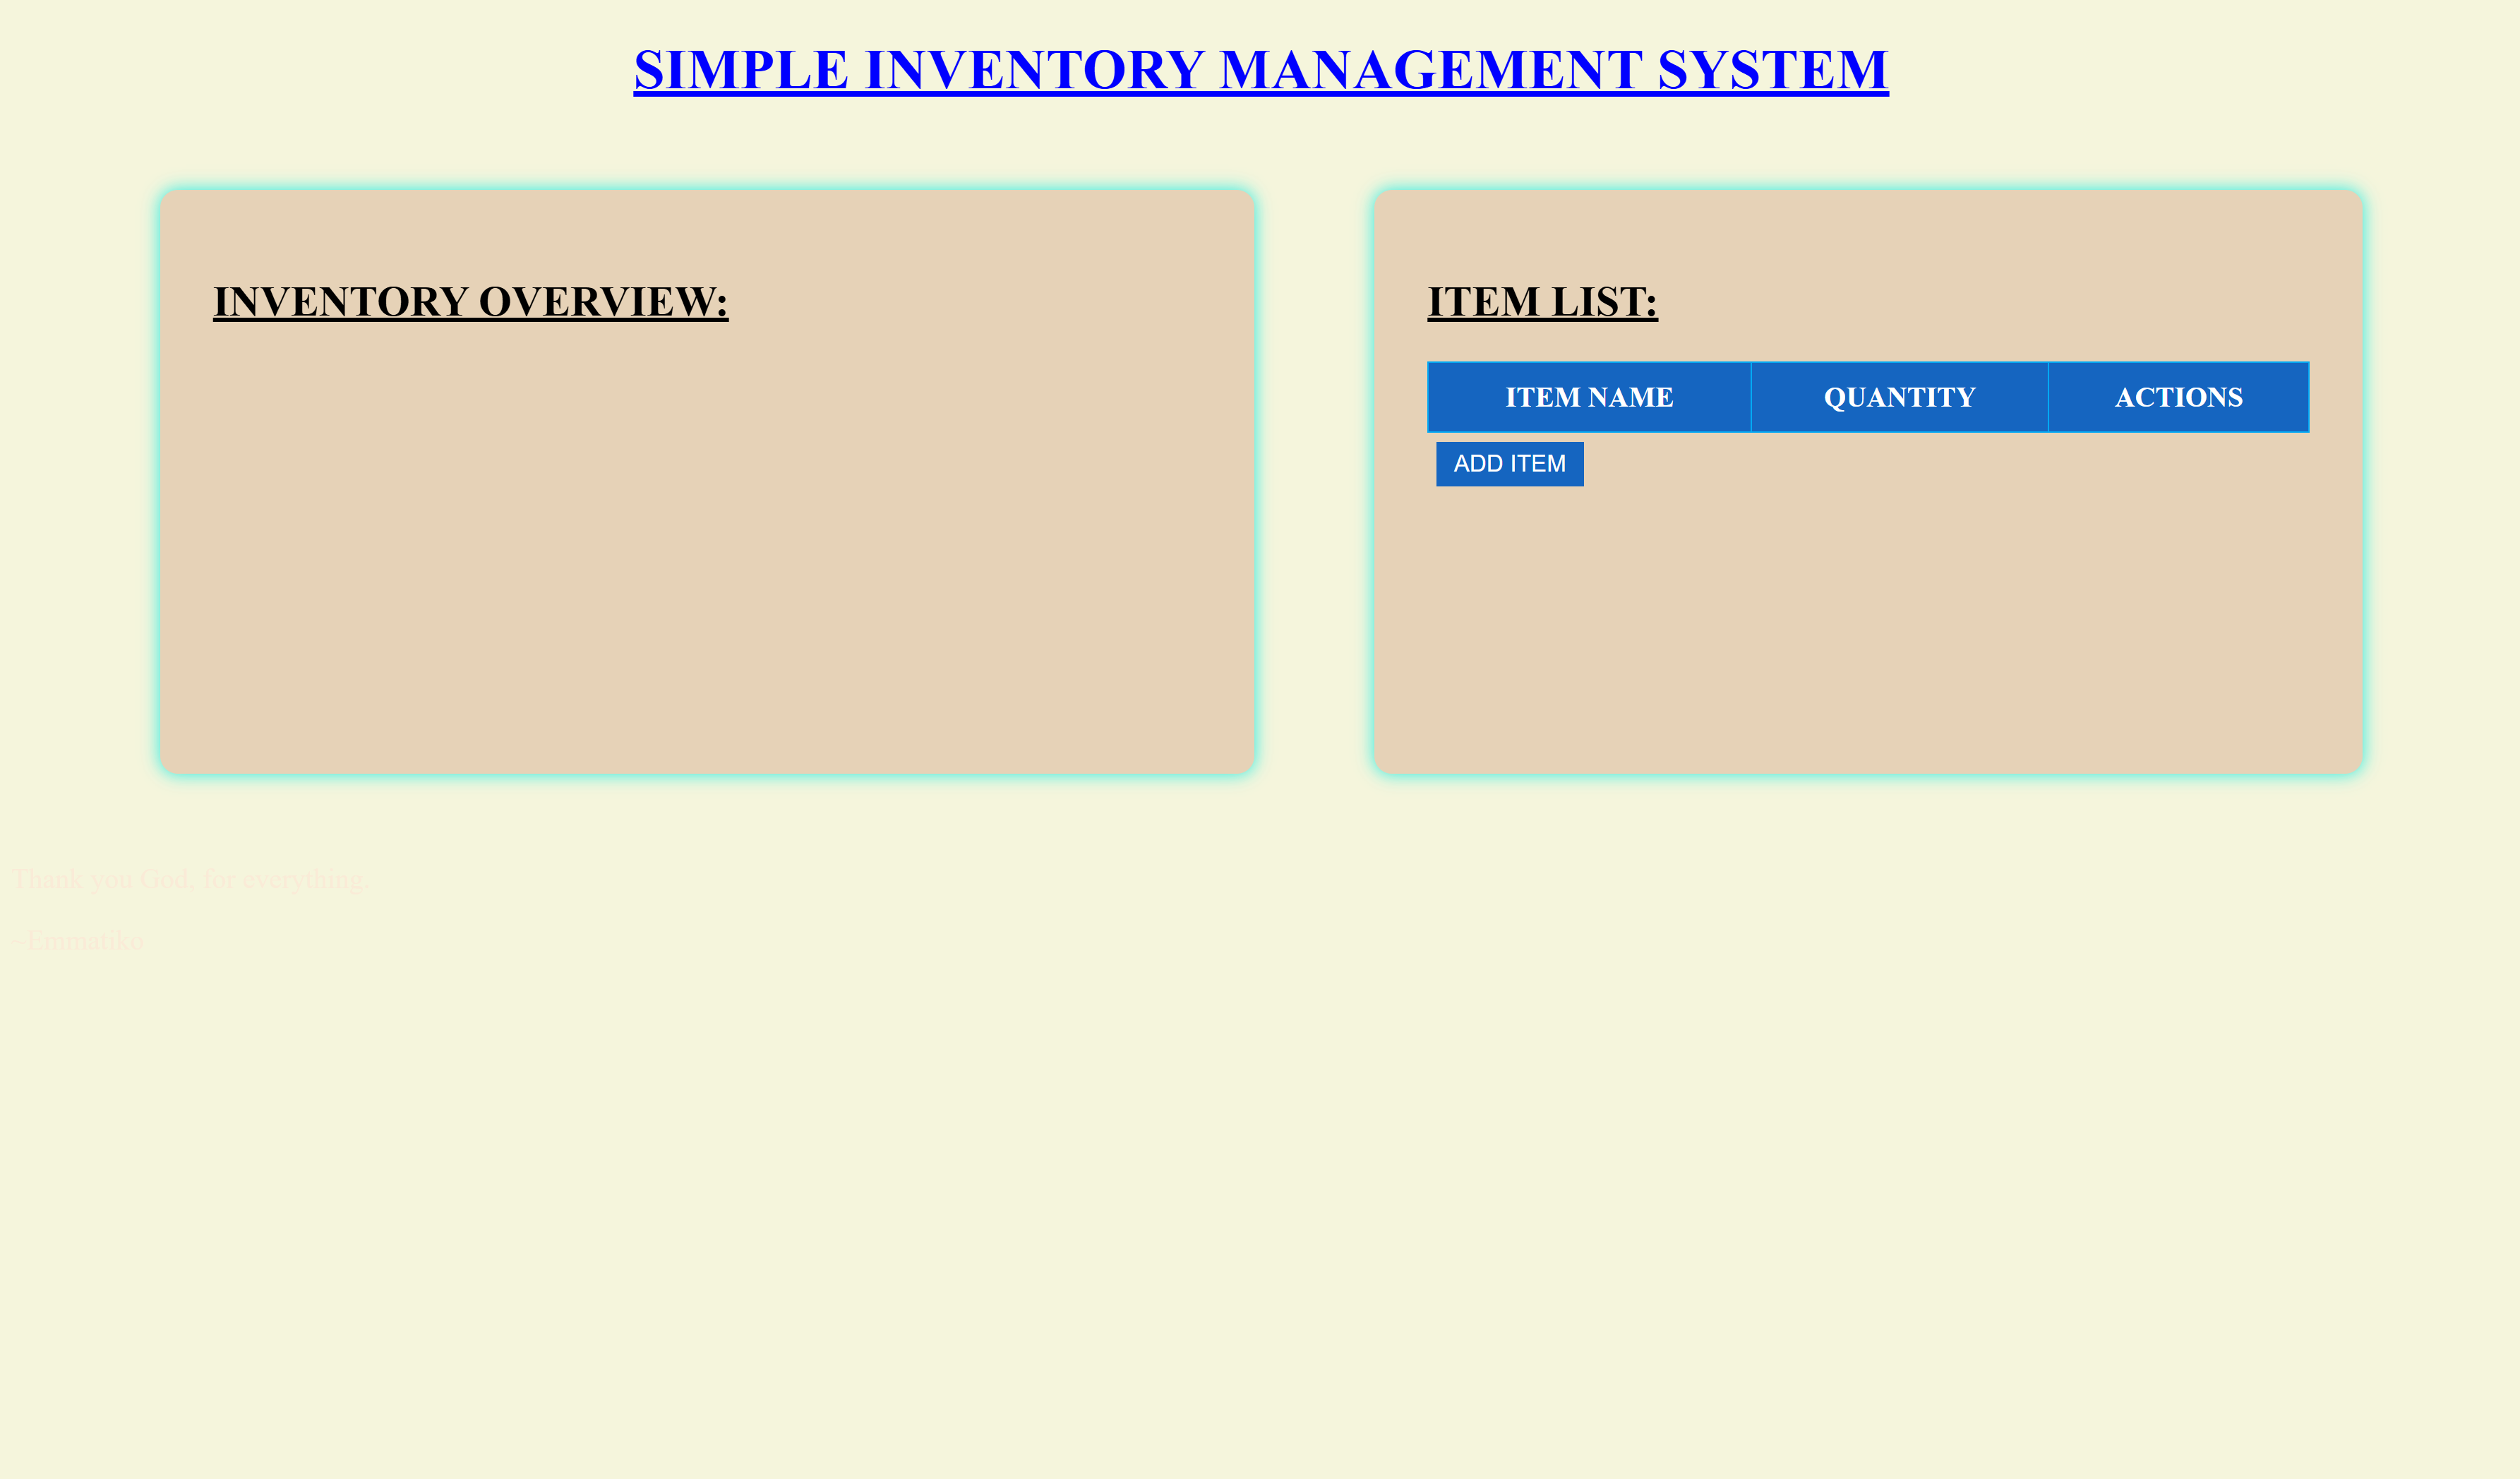 SIMPLE INVENTORY MANAGEMENT SYSTEM
INVENTORY OVERVIEW:
ITEM LIST:
ITEM NAME QUANTITY ACTIONS
ADD ITEM
Thank you God, for everything.
~Emmatiko